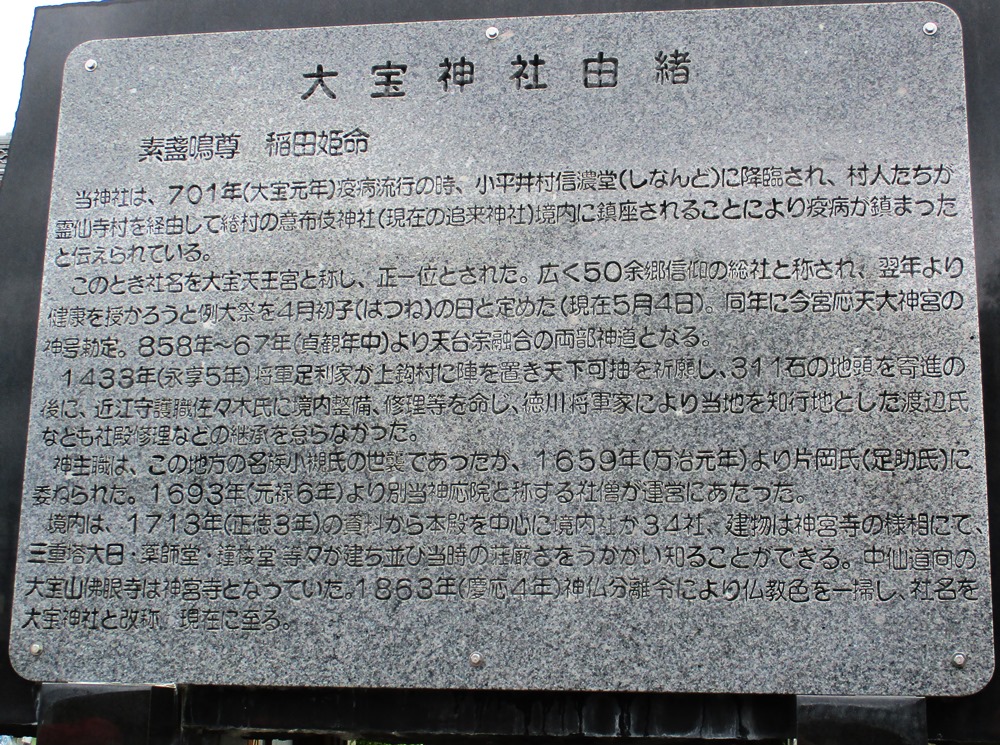 大宝神社由緒
素盞鳴尊　稲田姫命
当神社は、701年(大宝元年)疫病流行の時、小平井村信濃堂(しなんど)に降臨され、村人たちが
霊仙寺村を経由して綣村の意布伎神社(現在の追来神社)境内に鎮座されることにより疫病が鎮まった
と伝えられている。
このとき社名を大宝天王宮と称し、正一位とされた。広く50余郷信仰の総社と称され、翌年より
健康を授かろうと例大祭を4月初子(はつね)の日と定めた(現在5月4日)。同年に今宮応天大神宮の
神号勅定。858年～67年(貞観年中)より天台宗融合の両部神道となる。
1433年(永享5年)将軍足利家が上鈎村に陣を置き天下可抽を祈願し、311石の地頭を寄進の
後に、近江守護職佐々木氏に境内整備、修理等を命じ、徳川将軍家により当地を知行地とした渡辺氏
なども社殿修理などの継承を怠らなかった。
神主職は、この地方の名族小槻氏の世襲であったが、1659年(万治元年)より片岡氏(定助氏)に
委ねられた。1693年(元禄6年)より別当神応院と称する社僧が運営にあたった。
境内は、1713年(正徳3年)の資料から本殿を中心に境内社が34社、建物は神宮寺の様相にて、
三重塔大日・薬師堂・鐘楼堂 等々が建ち並び当時の荘厳さをうかがい知ることができる。中仙道向の
大宝山佛眼寺は神宮寺となっていた。1863年(慶応4年)神仏分離令により仏教色を一掃し、社名を
大宝神社と改称　現在に至る。